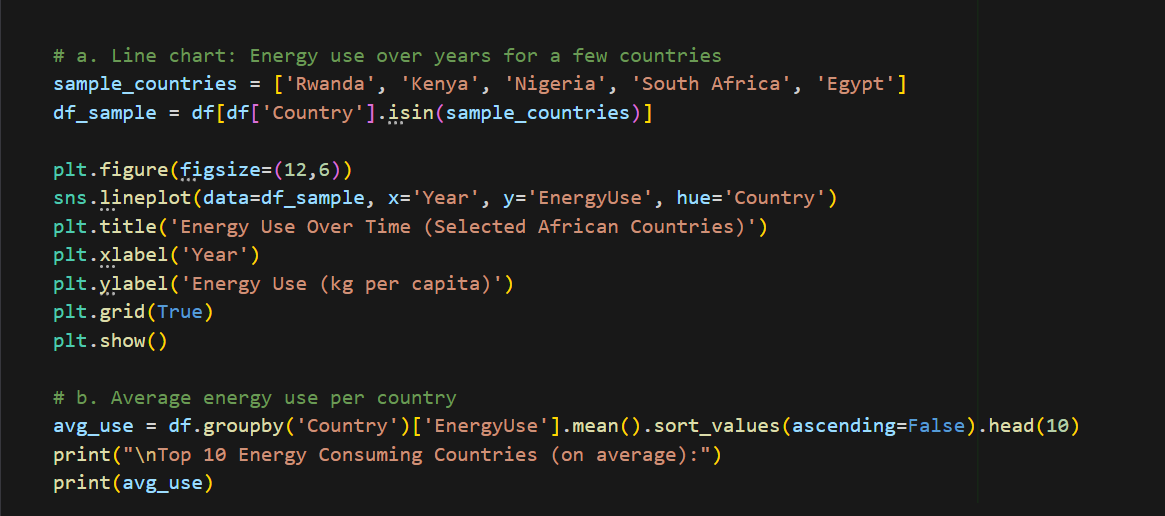 # a. Line chart: Energy use over years for a few countries
sample_countries = ['Rwanda', 'Kenya', 'Nigeria', 'South Africa', 'Egypt']
df_sample = df[df['Country'].isin(sample_countries)]
plt.figure(figsize=(12,6))
sns.lineplot(data=df_sample, x='Year', y='EnergyUse', hue='Country')
plt.title('Energy Use Over Time (Selected African Countries)')
plt.xlabel('Year')
plt.ylabel('Energy Use (kg per capita)')
plt.grid(True)
plt.show()
# b. Average energy use per country
avg_use = df.groupby('Country')['EnergyUse'].mean().sort_values(ascending=False).head(10)
print("\nTop 10 Energy Consuming Countries (on average):")
print(avg_use)